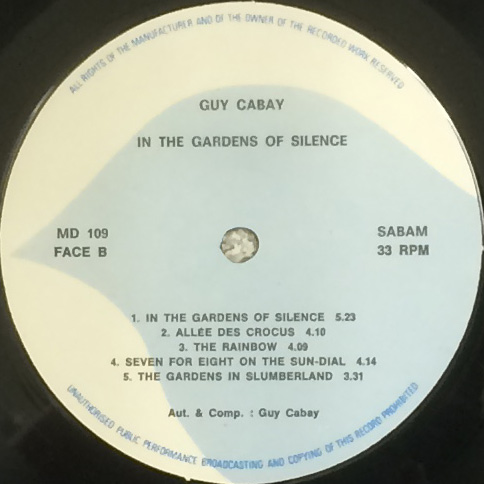 ALL RIGHTS OF THE MANUFACTURER AND OF THE OWNER OF THE RECORDED WORK RESERVED
GUY CABAY
IN THE GARDENS OF SILENCE
MD 109
FACE B
SABAM
33 RPM
1. IN THE GARDENS OF SILENCE 5.23
2. ALLÉE DES CROCUS 4.10
3. THE RAINBOW 4.09
4. SEVEN FOR EIGHT ON THE SUN-DIAL 4.14
5. THE GARDENS IN SLUMBERLAND 3.31
Aut. & Comp. : Guy Cabay
UNAUTHORISED PUBLIC PERFORMANCE BROADCASTING AND COPYING OF THIS RECORD PROHIBITED